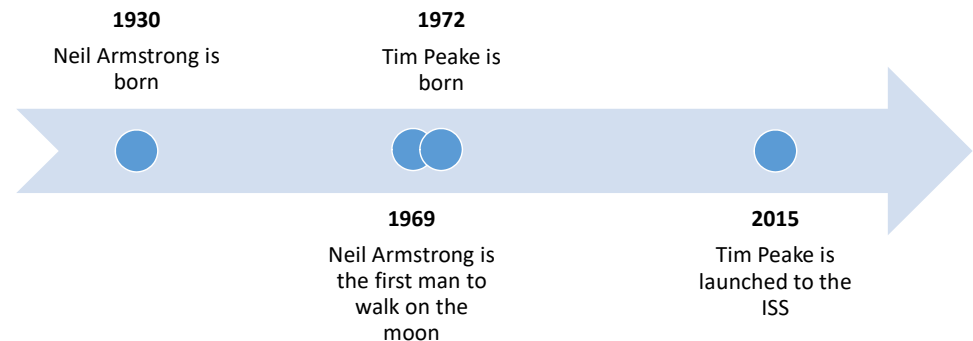 1930
Neil Armstrong is
born
1972
Tim Peake is
born
1969
Neil Armstrong is
the first man to
walk on the
moon
2015
Tim Peake is
launched to the
ISS